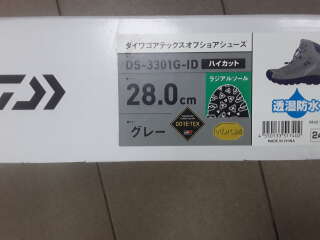 ダイワゴアテックスオフショアシューズ
DS-3301G-ID ハイカット
ラジアルソール
28.0cm
グレー
GORE-TEX
透湿防水
MADE IN CHINA